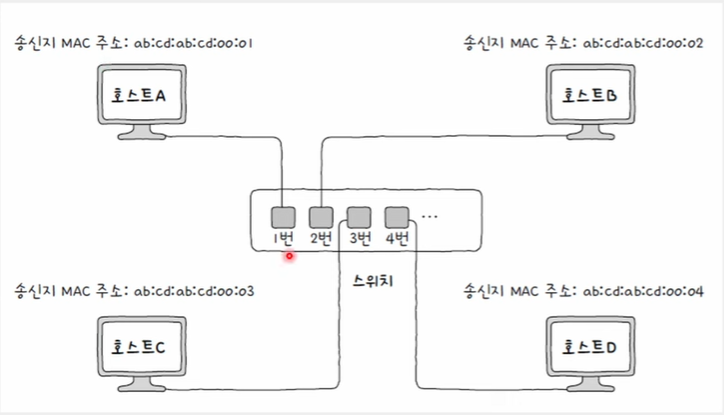 송신지 MAC 주소: ab:cd:ab:cd:00:01
송신지 MAC 주소: ab:cd:ab:cd:00:02
호스트A
호스트B
1번 2번 3번 4번 ...
스위치
송신지 MAC 주소: ab:cd:ab:cd:00:03
송신지 MAC 주소: ab:cd:ab:cd:00:04
호스트C
호스트D